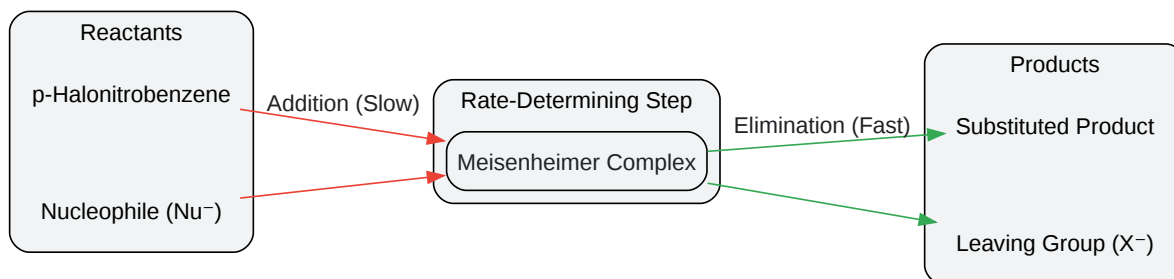 Reactants
p-Halonitrobenzene
Nucleophile (Nu⁻)
Addition (Slow)
Rate-Determining Step
Meisenheimer Complex
Elimination (Fast)
Products
Substituted Product
Leaving Group (X⁻)